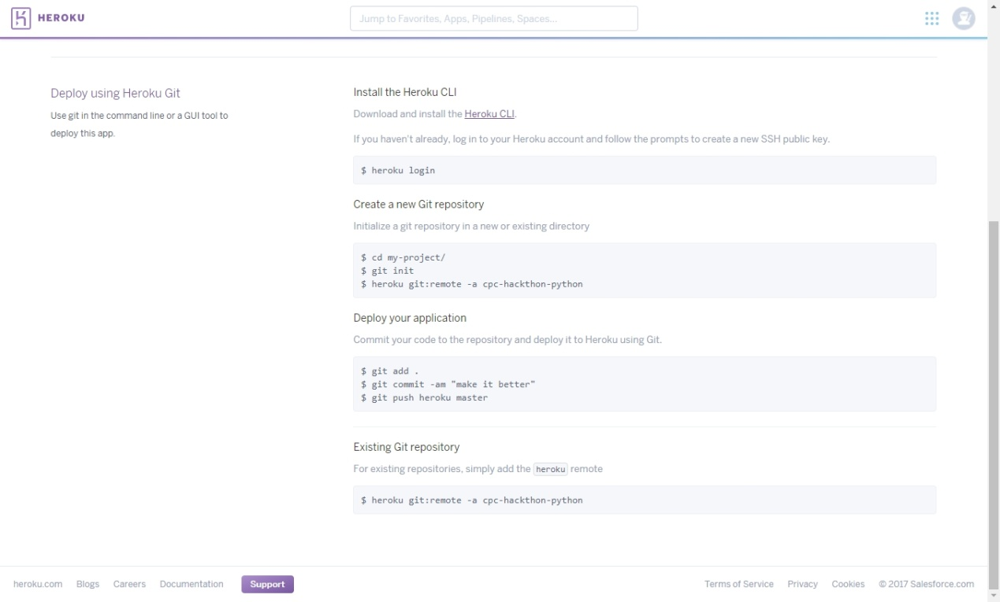 HEROKU
Jump to Favorites, Apps, Pipelines, Spaces...
Deploy using Heroku Git
Use git in the command line or a GUI tool to
deploy this app.
Install the Heroku CLI
Download and install the Heroku CLI.
If you haven't already, log in to your Heroku account and follow the prompts to create a new SSH public key.
$ heroku login
Create a new Git repository
Initialize a git repository in a new or existing directory
$ cd my-project/
$ git init
$ heroku git:remote -a cpc-hackthon-python
Deploy your application
Commit your code to the repository and deploy it to Heroku using Git.
$ git add .
$ git commit -am "make it better"
$ git push heroku master
Existing Git repository
For existing repositories, simply add the heroku remote
$ heroku git:remote -a cpc-hackthon-python
heroku.com Blogs Careers Documentation Support Terms of Service Privacy Cookies © 2017 Salesforce.com